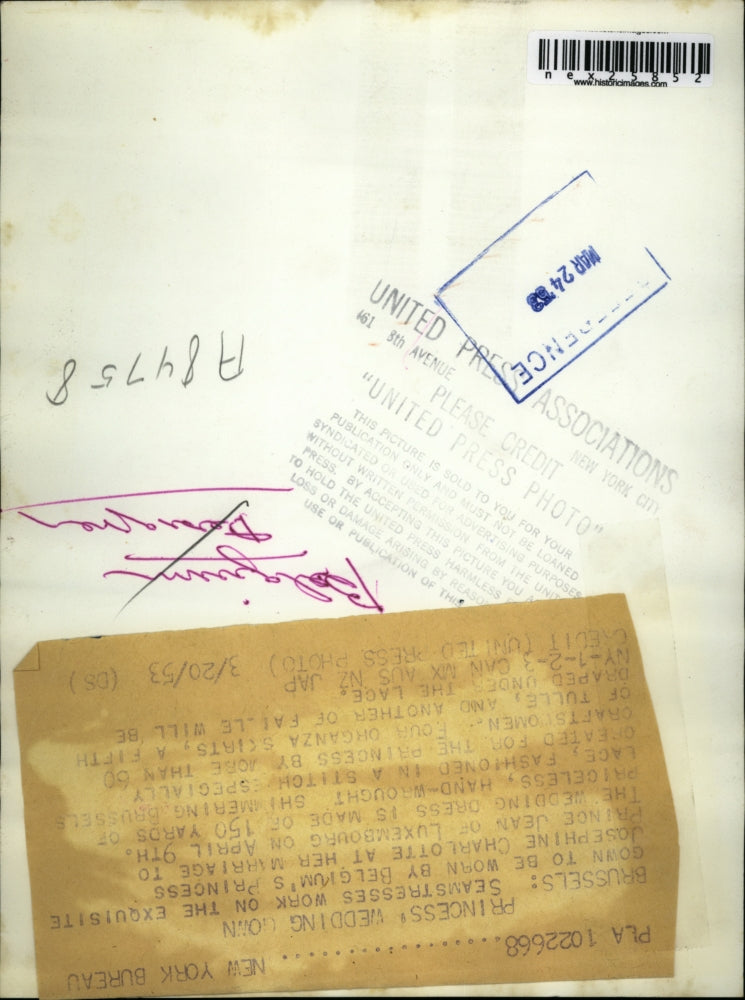 nex25852
www.historicimages.com
MAR 24 53
UNITED PRESS ASSOCIATIONS
461 8th AVENUE NEW YORK CITY
PLEASE CREDIT
"UNITED PRESS PHOTO"
THIS PICTURE IS SOLD TO YOU FOR YOUR
PUBLICATION ONLY AND MUST NOT BE LOANED
SYNDICATED OR USED FOR ADVERTISING PURPOSES
WITHOUT WRITTEN PERMISSION FROM THE UNITED
PRESS. BY ACCEPTING THIS PICTURE YOU
TO HOLD THE UNITED PRESS HARMLESS
LOSS OR DAMAGE ARISING BY REASON
USE OR PUBLICATION OF THIS
A84758
Belgium
PLA 1022668 NEW YORK BUREAU
PRINCESS' WEDDING GOWN
BRUSSELS: SEAMSTRESSES WORK ON THE EXQUISITE
GOWN TO BE WORN BY BELGIUM'S PRINCESS
JOSEPHINE CHARLOTTE AT HER MARRIAGE TO
PRINCE JEAN OF LUXEMBOURG ON APRIL 9TH.
THE WEDDING DRESS IS MADE OF 150 YARDS OF
PRICELESS, HAND-WROUGHT SHIMMERING BRUSSELS
LACE, FASHIONED IN A STITCH ESPECIALLY
CREATED FOR THE PRINCESS BY MORE THAN 60
CRAFTSWOMEN. FOUR ORGANZA SKIRTS, A FIFTH
OF TULLE, AND ANOTHER OF FAILLE WILL BE
DRAPED UNDER THE LACE.
NY-1-2-3 CAN MX AUS NZ JAP
CREDIT (UNITED PRESS PHOTO) 3/20/53 (DS)